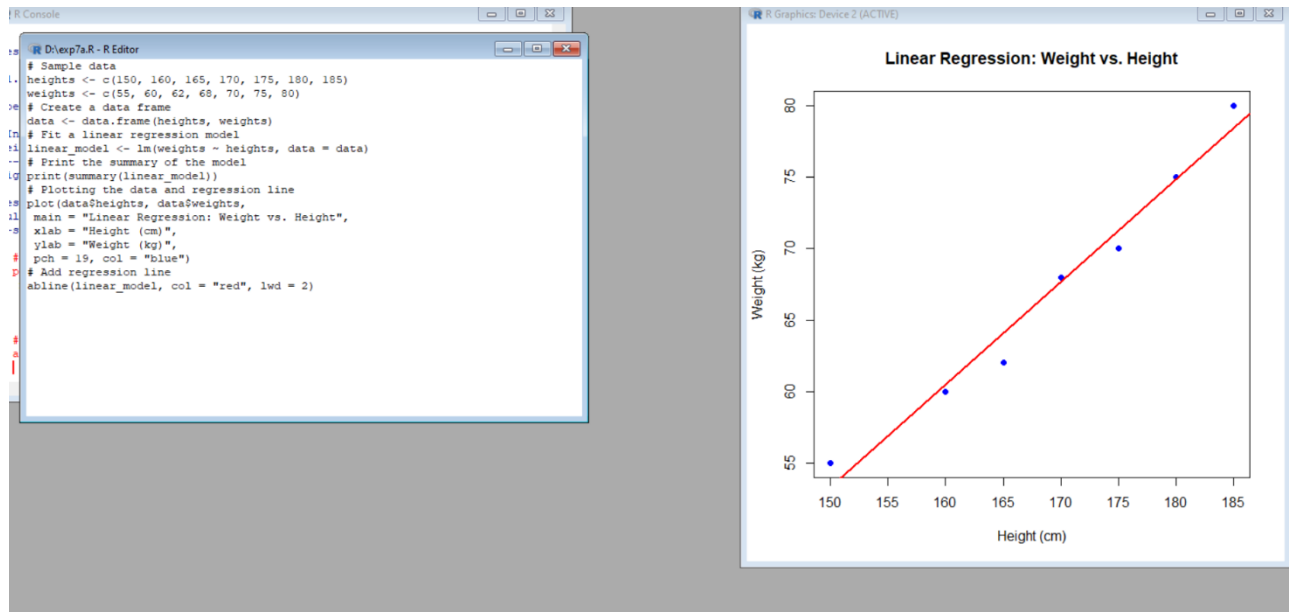 R Console
R D:\exp7a.R - R Editor
# Sample data
heights <- c(150, 160, 165, 170, 175, 180, 185)
weights <- c(55, 60, 62, 68, 70, 75, 80)
# Create a data frame
data <- data.frame(heights, weights)
# Fit a linear regression model
linear_model <- lm(weights ~ heights, data = data)
# Print the summary of the model
print(summary(linear_model))
# Plotting the data and regression line
plot(data$heights, data$weights,
 main = "Linear Regression: Weight vs. Height",
 xlab = "Height (cm)",
 ylab = "Weight (kg)",
 pch = 19, col = "blue")
# Add regression line
abline(linear_model, col = "red", lwd = 2)
R R Graphics: Device 2 (ACTIVE)
Linear Regression: Weight vs. Height
Weight (kg)
80
75
70
65
60
55
150 155 160 165 170 175 180 185
Height (cm)